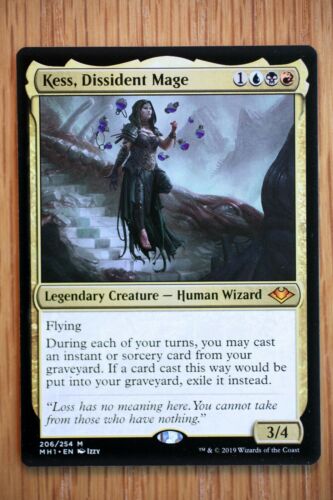 Kess, Dissident Mage 1
Legendary Creature — Human Wizard
Flying
During each of your turns, you may cast
an instant or sorcery card from your
graveyard. If a card cast this way would
be put into your graveyard, exile it instead.
“Loss has no meaning here. You cannot take
from those who have nothing.”
3/4
206/254 M
MH1 • EN Izzy
™ & © 2019 Wizards of the Coast